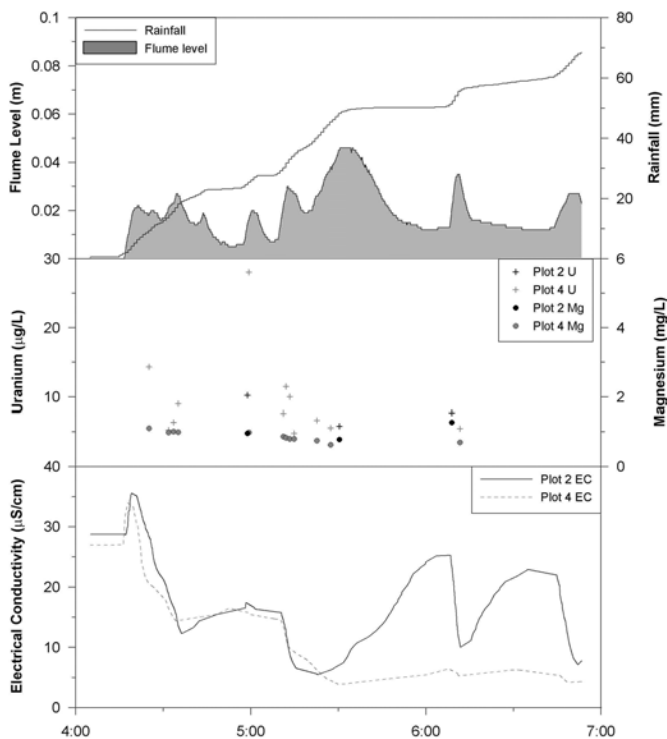 0.1
0.08
0.06
0.04
0.02
Flume Level (m)
Rainfall
Flume level
80
60
40
20
Rainfall (mm)
30
20
10
0
Uranium (µg/L)
Plot 2 U
Plot 4 U
Plot 2 Mg
Plot 4 Mg
6
4
2
0
Magnesium (mg/L)
40
30
20
10
0
Electrical Conductivity (µS/cm)
Plot 2 EC
Plot 4 EC
4:00 5:00 6:00 7:00